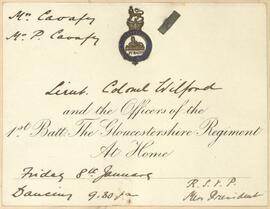 Mr. Cavafy
Mr. P. Cavafy
Lieut. Colonel Wilford
and the Officers of the
1st Batt. The Gloucestershire Regiment
At Home
Friday 8th January
Dancing 9.30 pm
R.S.V.P.
Mess President